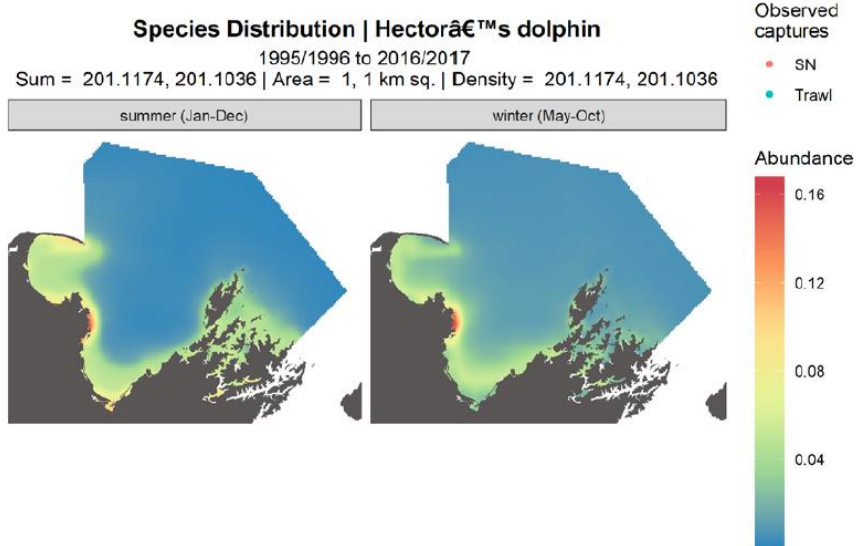 Species Distribution | Hectorâ€™s dolphin
1995/1996 to 2016/2017
Sum = 201.1174, 201.1036 | Area = 1, 1 km sq. | Density = 201.1174, 201.1036
summer (Jan-Dec)
winter (May-Oct)
Observed
captures
SN
Trawl
Abundance
0.16
0.12
0.08
0.04